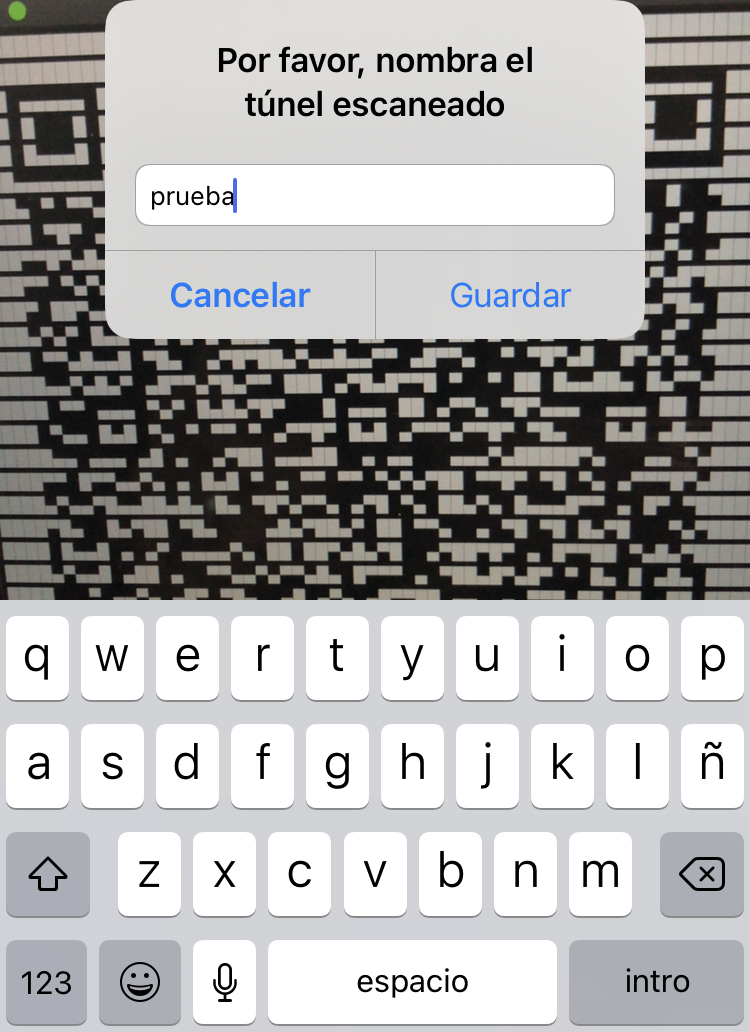 Por favor, nombra el
túnel escaneado
prueba
Cancelar
Guardar
q w e r t y u i o p
a s d f g h j k l ñ
z x c v b n m
123 espacio intro